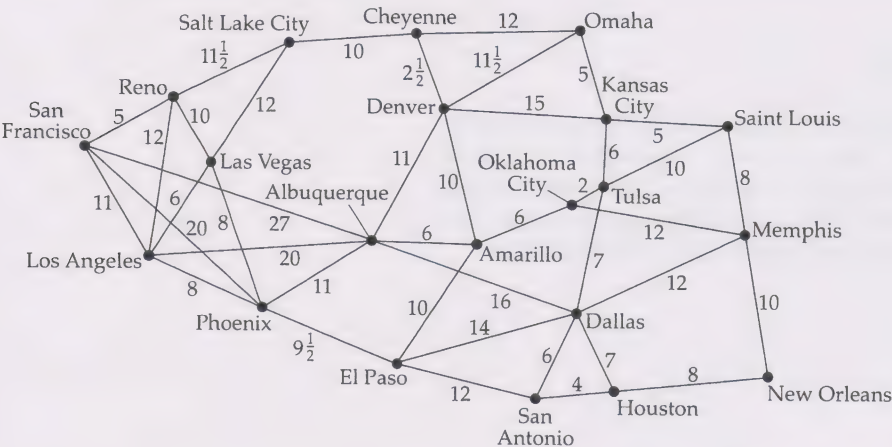 Cheyenne
12
Omaha
Salt Lake City
11½
10
2½
11½
5
Kansas
City
Reno
Denver
15
Saint Louis
San
Francisco
5
10
12
12
5
Las Vegas
11
Oklahoma
City
6
10
8
Albuquerque
10
2
Tulsa
11
6
20
8
27
6
6
12
Memphis
Los Angeles
20
Amarillo
8
11
7
12
10
16
10
Phoenix
14
Dallas
9½
6
7
El Paso
12
4
8
New Orleans
San
Antonio
Houston